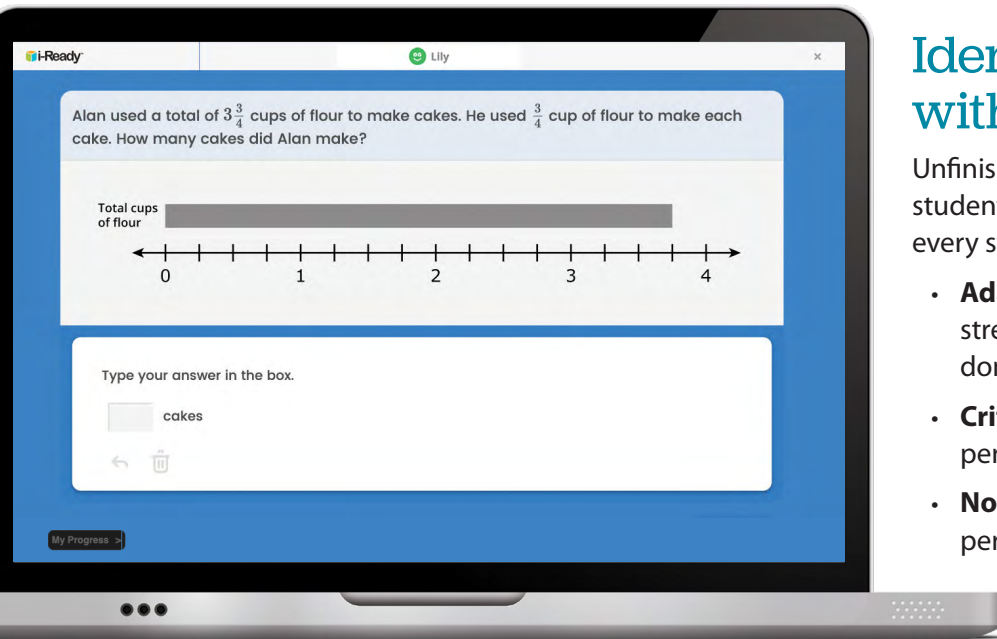 i-Ready
Lily
×
Alan used a total of 3 3/4 cups of flour to make cakes. He used 3/4 cup of flour to make each
cake. How many cakes did Alan make?
Total cups
of flour
0 1 2 3 4
Type your answer in the box.
cakes
My Progress >
Iden
with
Unfinis
student
every s
• Ad
stre
dor
• Crit
per
• No
per